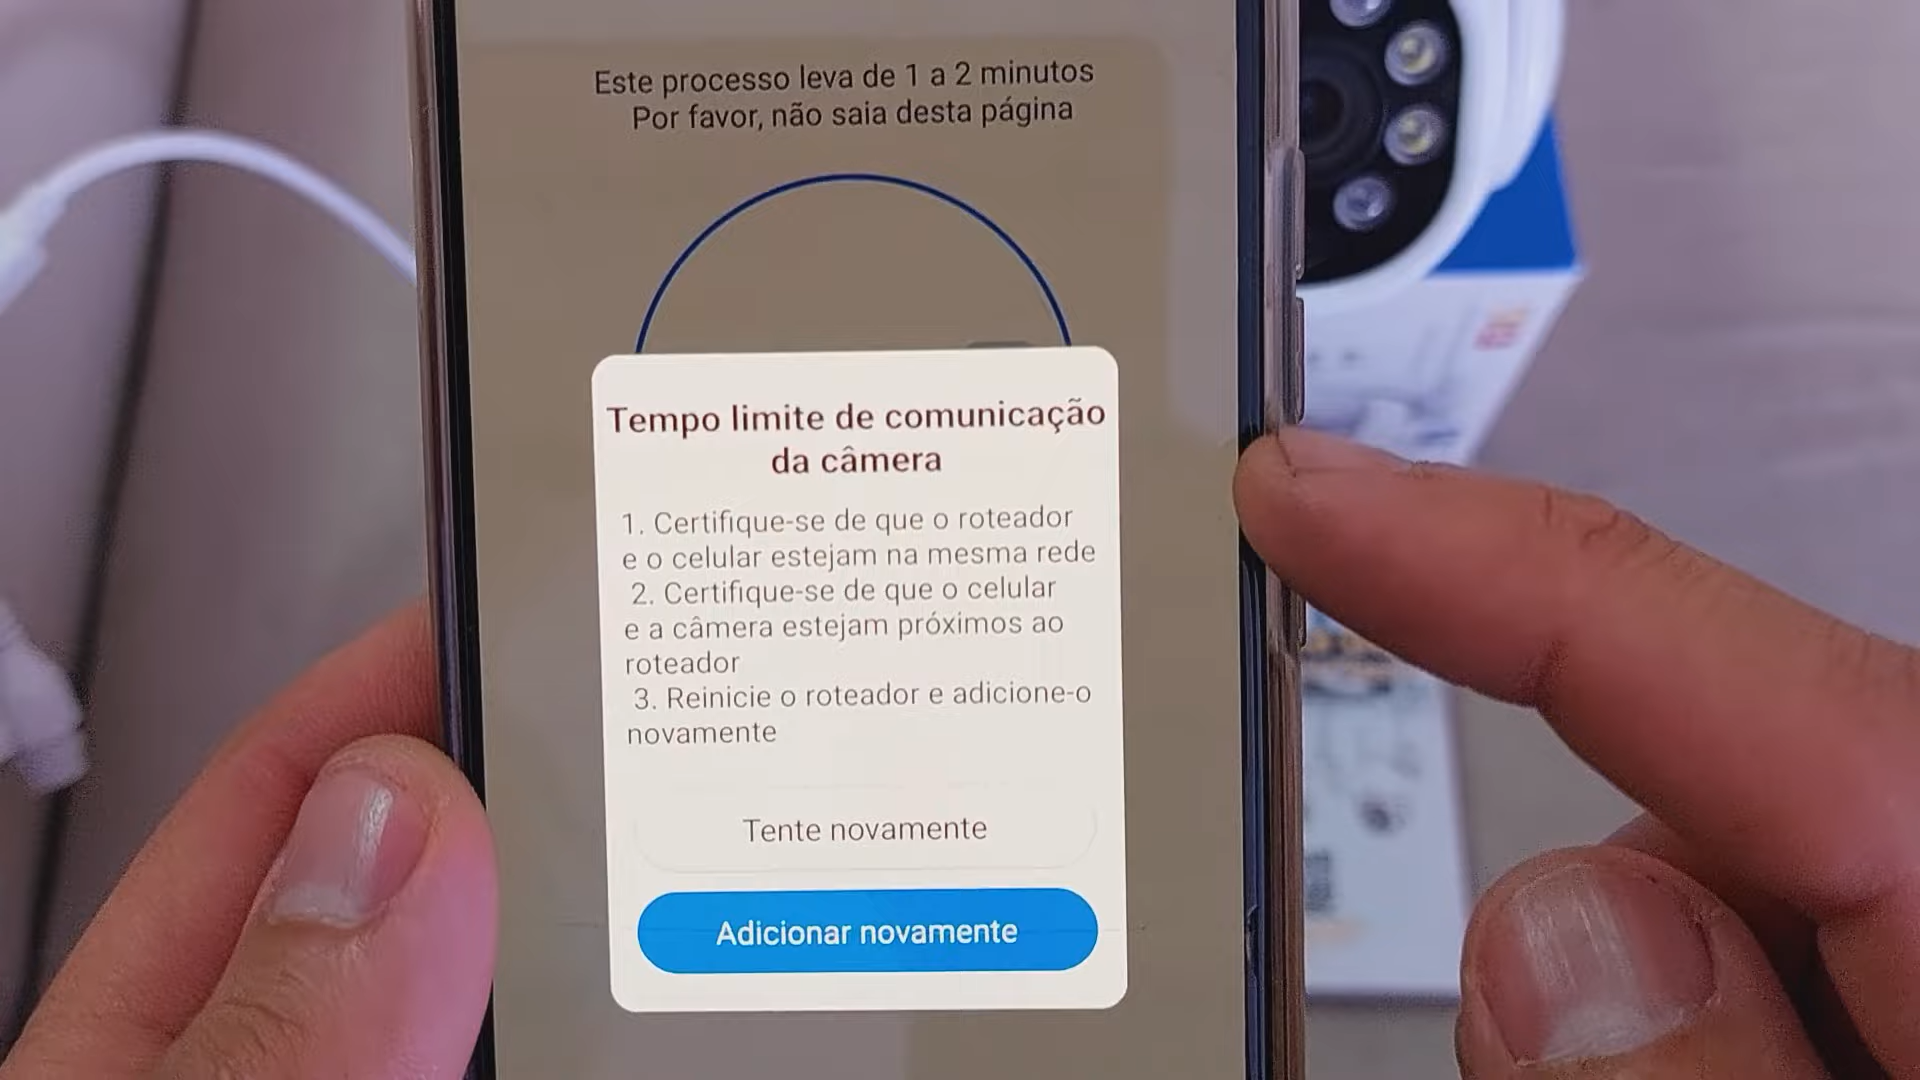 Este processo leva de 1 a 2 minutos
Por favor, não saia desta página
Tempo limite de comunicação
da câmera
1. Certifique-se de que o roteador
e o celular estejam na mesma rede
2. Certifique-se de que o celular
e a câmera estejam próximos ao
roteador
3. Reinicie o roteador e adicione-o
novamente
Tente novamente
Adicionar novamente